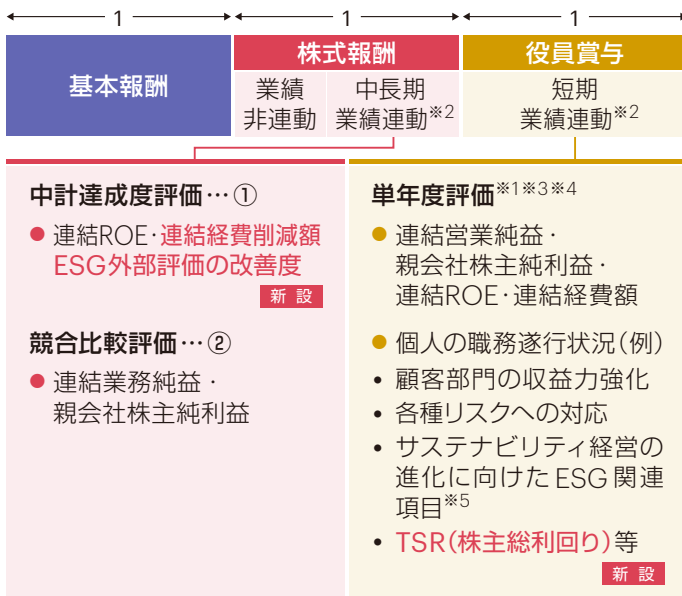 1 1 1
基本報酬
株式報酬
業績
非連動
中長期
業績連動※2
役員賞与
短期
業績連動※2
中計達成度評価…①
● 連結ROE・連結経費削減額
ESG外部評価の改善度
新設
競合比較評価…②
● 連結業務純益・
親会社株主純利益
単年度評価※1※3※4
● 連結営業純益・
親会社株主純利益・
連結ROE・連結経費額
● 個人の職務遂行状況(例)
• 顧客部門の収益力強化
• 各種リスクへの対応
• サステナビリティ経営の
進化に向けたESG関連
項目※5
• TSR(株主総利回り)等
新設